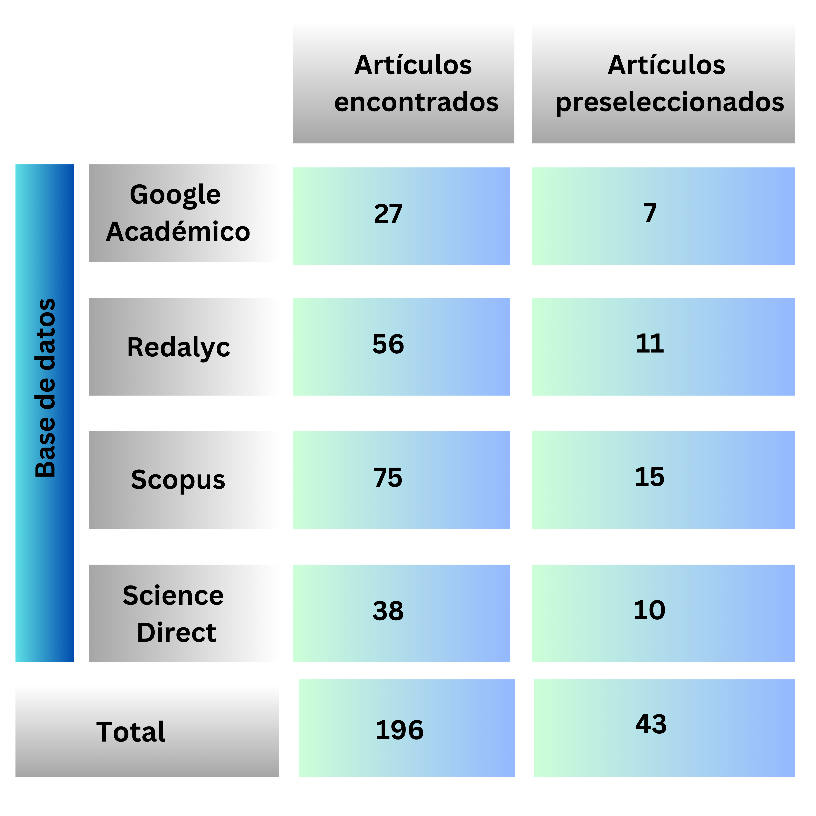 Artículos
encontrados
Artículos
preseleccionados
Base de datos
Google
Académico
27
7
Redalyc
56
11
Scopus
75
15
Science
Direct
38
10
Total
196
43